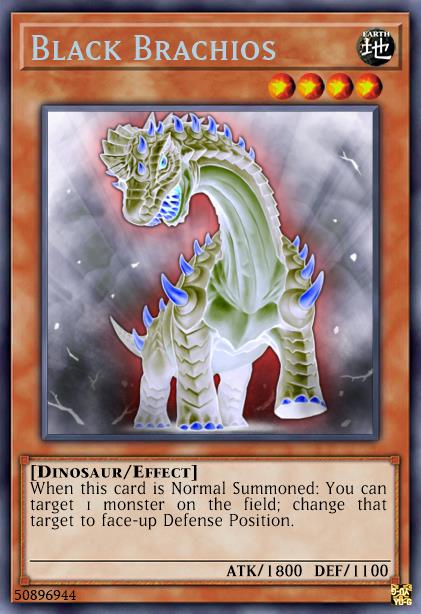 BLACK BRACHIOS
EARTH
地
[DINOSAUR/EFFECT]
When this card is Normal Summoned: You can
target 1 monster on the field; change that
target to face-up Defense Position.
ATK/1800 DEF/1100
50896944